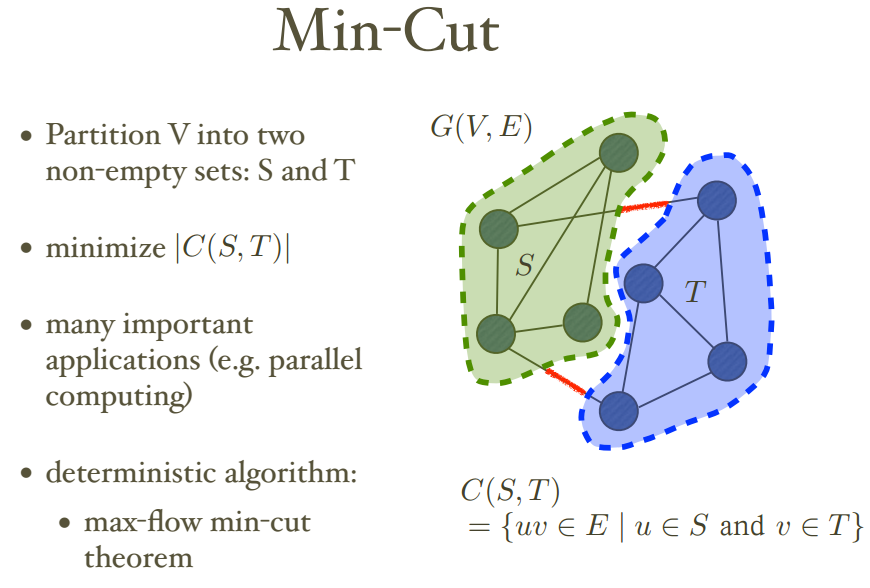 Min-Cut
• Partition V into two
non-empty sets: S and T
• minimize |C(S,T)|
• many important
applications (e.g. parallel
computing)
• deterministic algorithm:
• max-flow min-cut
theorem
G(V, E)
S
T
C(S,T)
= {uv ∈ E | u ∈ S and v ∈ T}